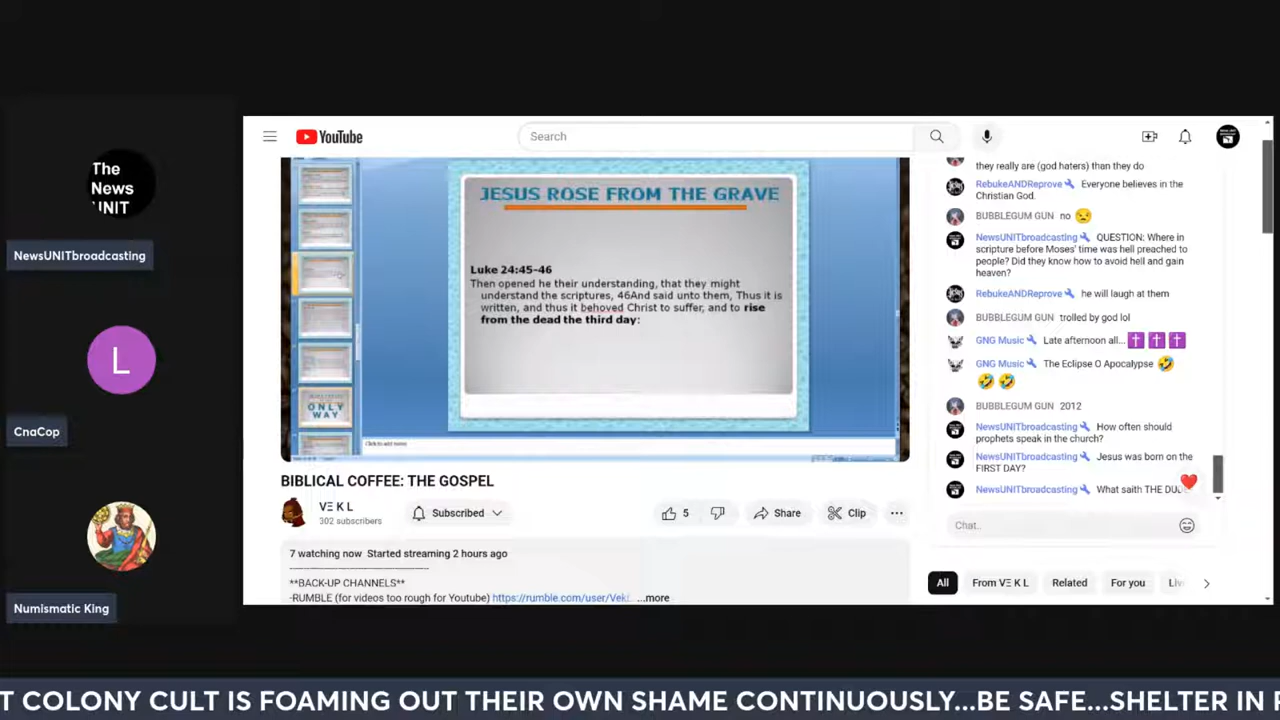 The
News
UNIT
NewsUNITbroadcasting
L
CnaCop
Numismatic King
YouTube
Search
JESUS ROSE FROM THE GRAVE
Luke 24:45-46
Then opened he their understanding, that they might
understand the scriptures, 46And said unto them, Thus it is
written, and thus it behoved Christ to suffer, and to rise
from the dead the third day:
ONLY
WAY
Click to add notes
BIBLICAL COFFEE: THE GOSPEL
VΞ K L
302 subscribers
Subscribed
5
Share
Clip
7 watching now Started streaming 2 hours ago
**BACK-UP CHANNELS**
-RUMBLE (for videos too rough for Youtube) https://rumble.com/user/Vekl.. ...more
they really are (god haters) than they do
RebukeANDReprove Everyone believes in the
Christian God.
BUBBLEGUM GUN no 😒
NewsUNITbroadcasting QUESTION: Where in
scripture before Moses' time was hell preached to
people? Did they know how to avoid hell and gain
heaven?
RebukeANDReprove he will laugh at them
BUBBLEGUM GUN trolled by god lol
GNG Music Late afternoon all... ✝️✝️✝️
GNG Music The Eclipse O Apocalypse 🤣
🤣🤣
BUBBLEGUM GUN 2012
NewsUNITbroadcasting How often should
prophets speak in the church?
NewsUNITbroadcasting Jesus was born on the
FIRST DAY?
NewsUNITbroadcasting What saith THE
Chat..
All
From VΞ K L
Related
For you
T COLONY CULT IS FOAMING OUT THEIR OWN SHAME CONTINUOUSLY...BE SAFE...SHELTER IN